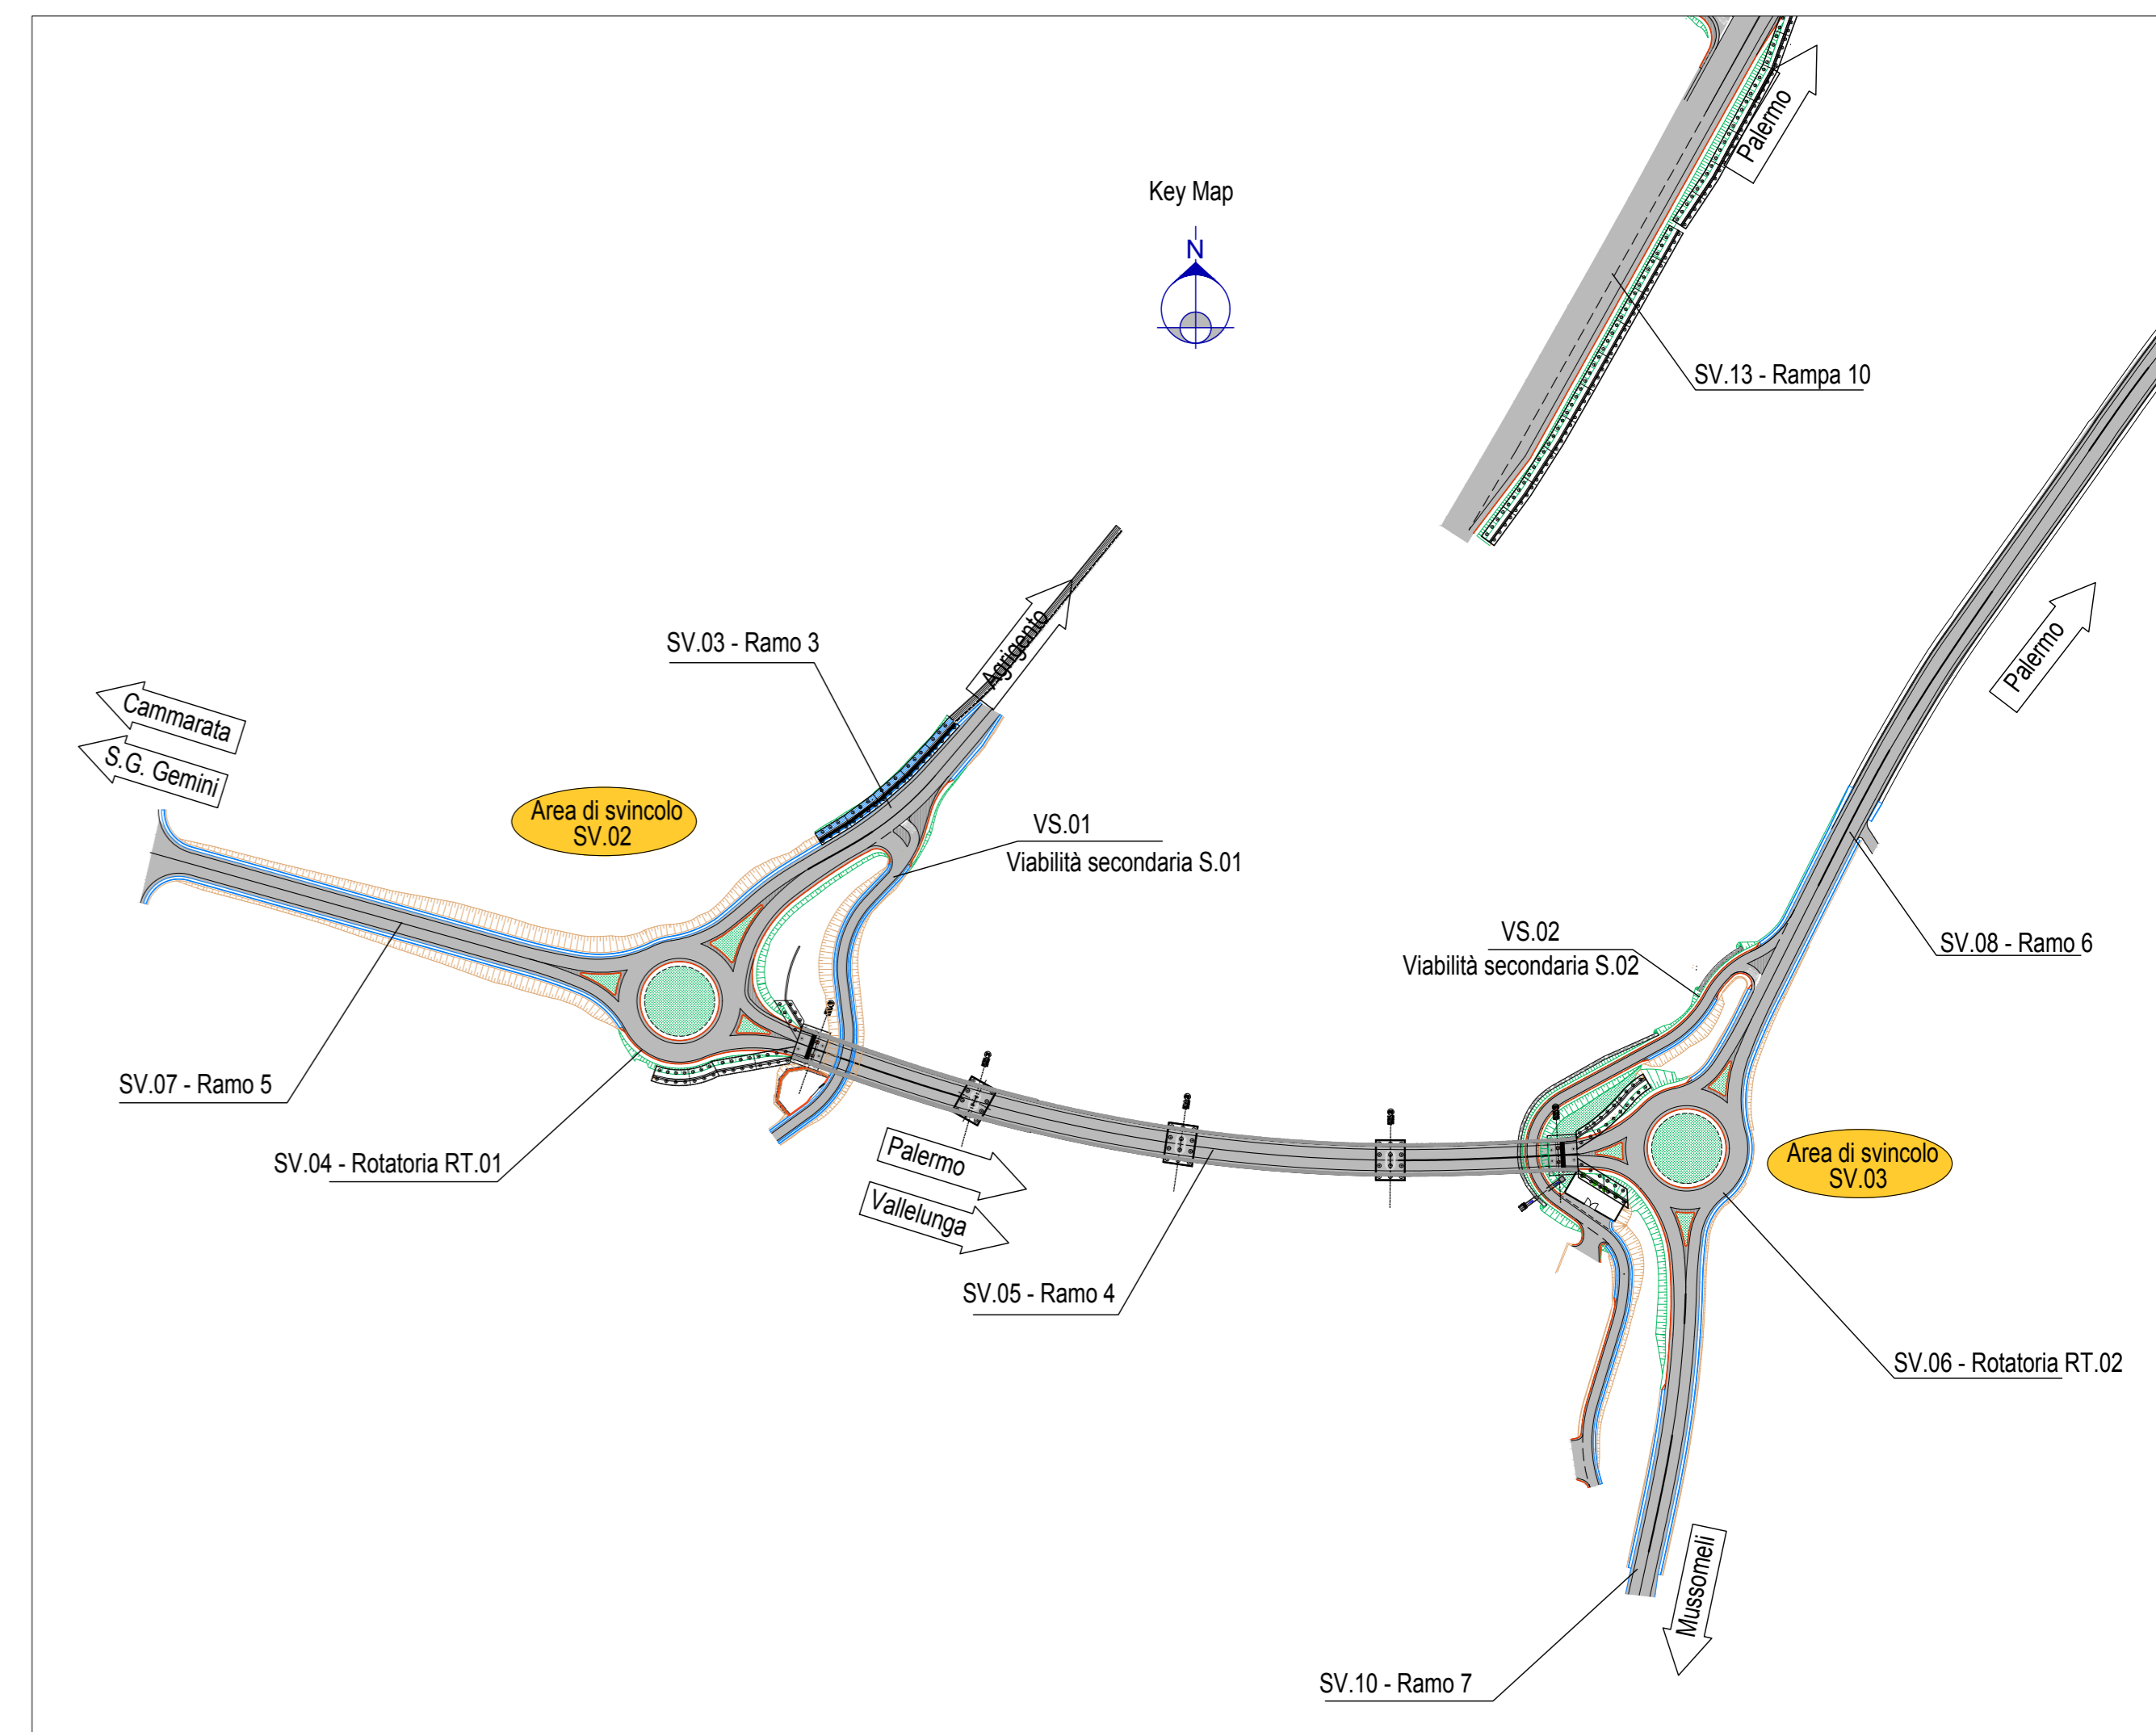 Palermo
Key Map
N
SV.13 - Rampa 10
Agrigento
SV.03 - Ramo 3
Palermo
Cammarata
S.G. Gemini
Area di svincolo
SV.02
VS.01
Viabilità secondaria S.01
VS.02
Viabilità secondaria S.02
SV.08 - Ramo 6
SV.07 - Ramo 5
SV.04 - Rotatoria RT.01
Palermo
Vallelunga
Area di svincolo
SV.03
SV.05 - Ramo 4
SV.06 - Rotatoria RT.02
Mussomeli
SV.10 - Ramo 7